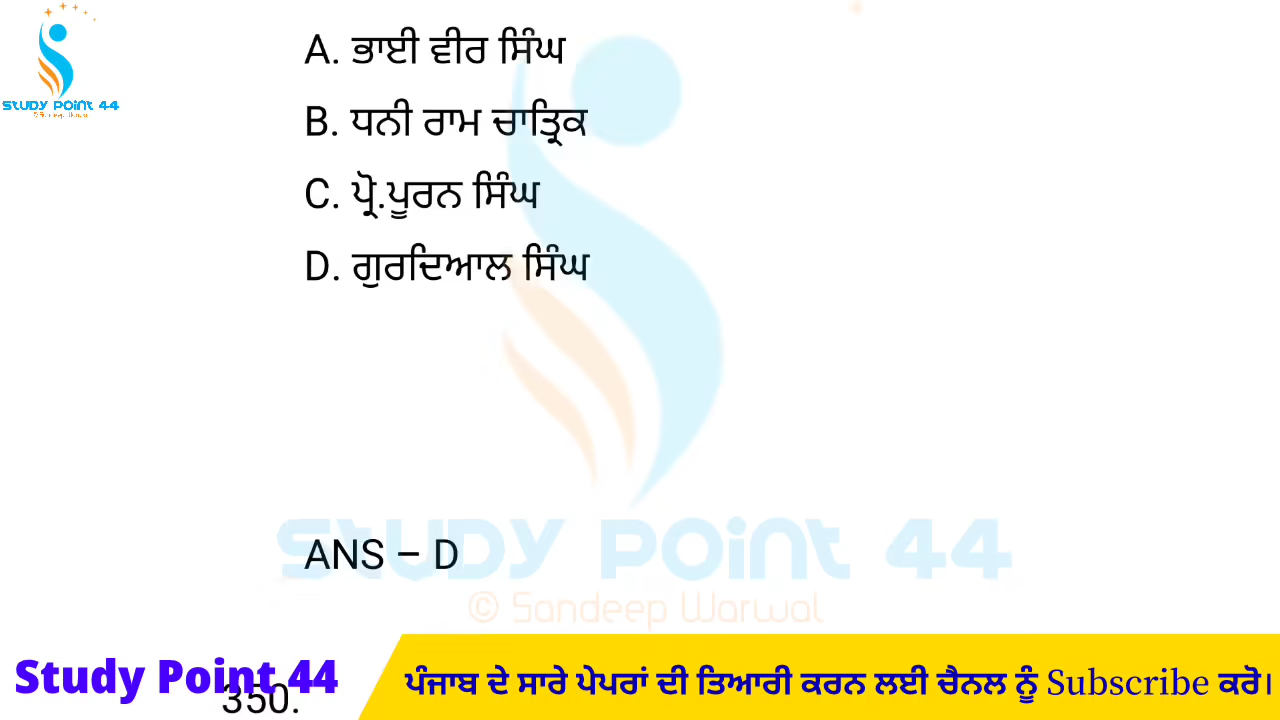 STUDY POINT 44
A. ਭਾਈ ਵੀਰ ਸਿੰਘ
B. ਧਨੀ ਰਾਮ ਚਾਤ੍ਰਿਕ
C. ਪ੍ਰੋ.ਪੂਰਨ ਸਿੰਘ
D. ਗੁਰਦਿਆਲ ਸਿੰਘ
STUDY POINT 44
ANS – D
© Sandeep Warwal
Study Point 44
350.
ਪੰਜਾਬ ਦੇ ਸਾਰੇ ਪੇਪਰਾਂ ਦੀ ਤਿਆਰੀ ਕਰਨ ਲਈ ਚੈਨਲ ਨੂੰ Subscribe ਕਰੋ।